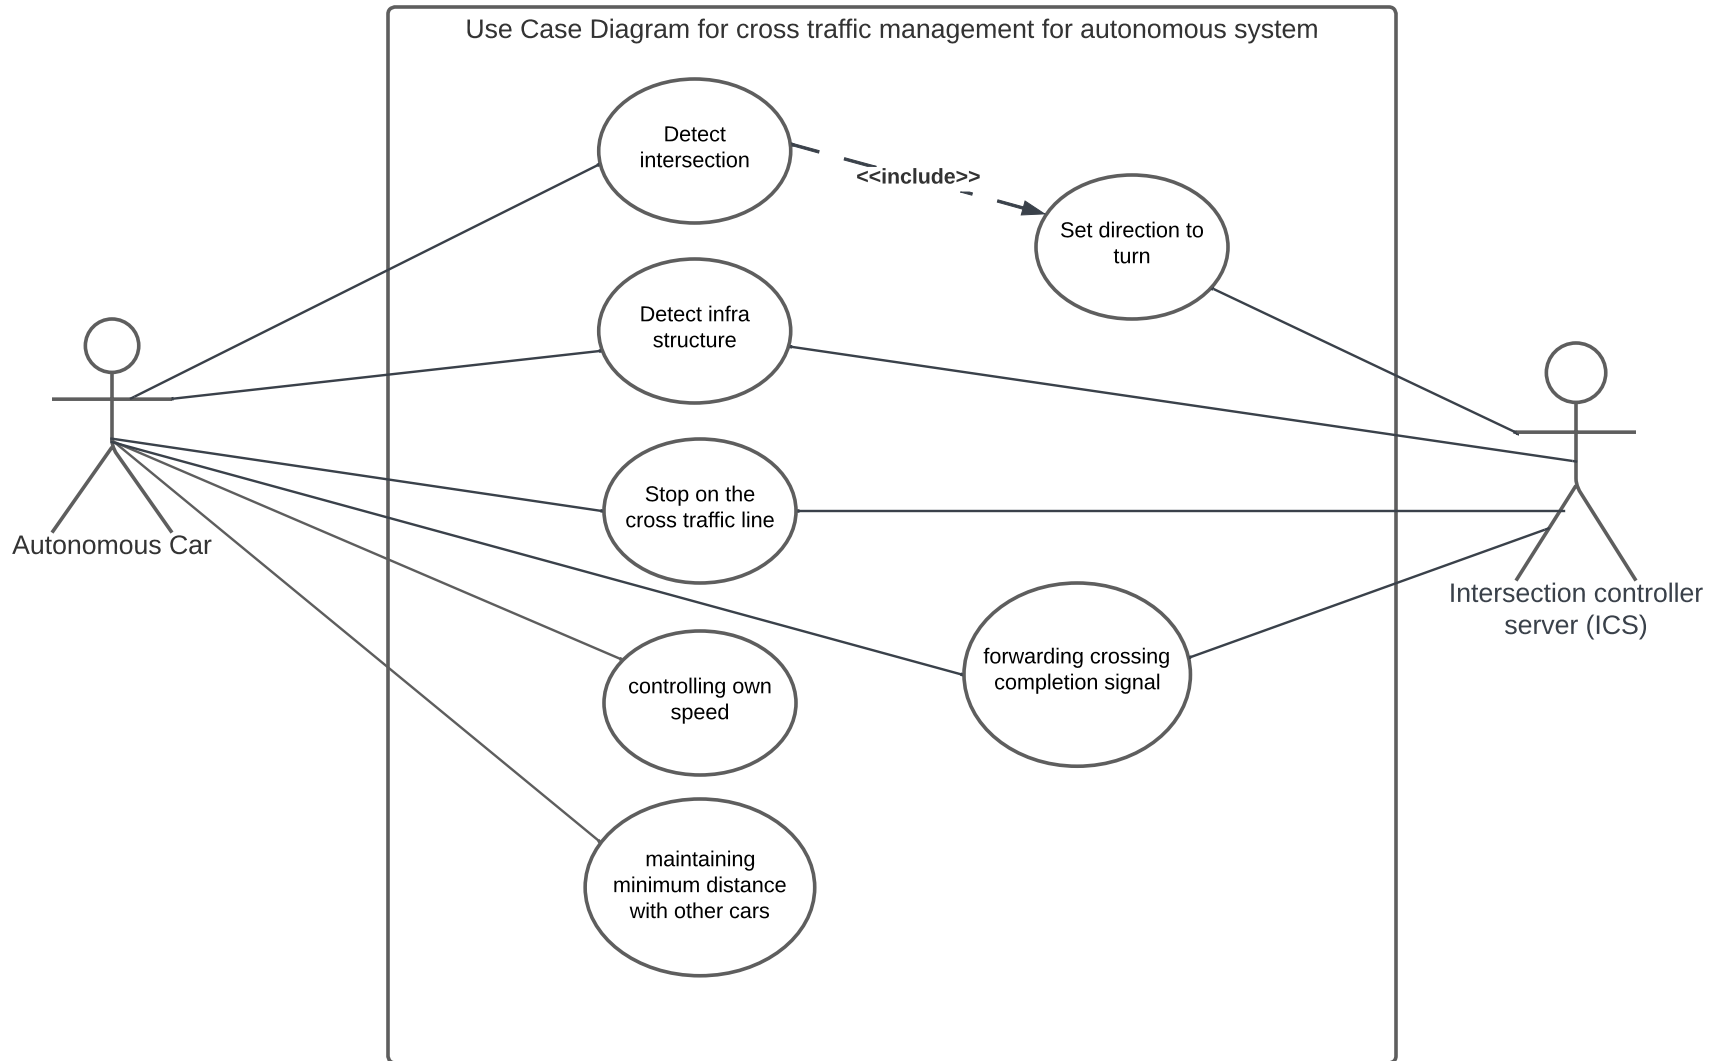 Use Case Diagram for cross traffic management for autonomous system
Detect
intersection
<<include>>
Set direction to
turn
Detect infra
structure
Stop on the
cross traffic line
Autonomous Car
Intersection controller
server (ICS)
forwarding crossing
completion signal
controlling own
speed
maintaining
minimum distance
with other cars